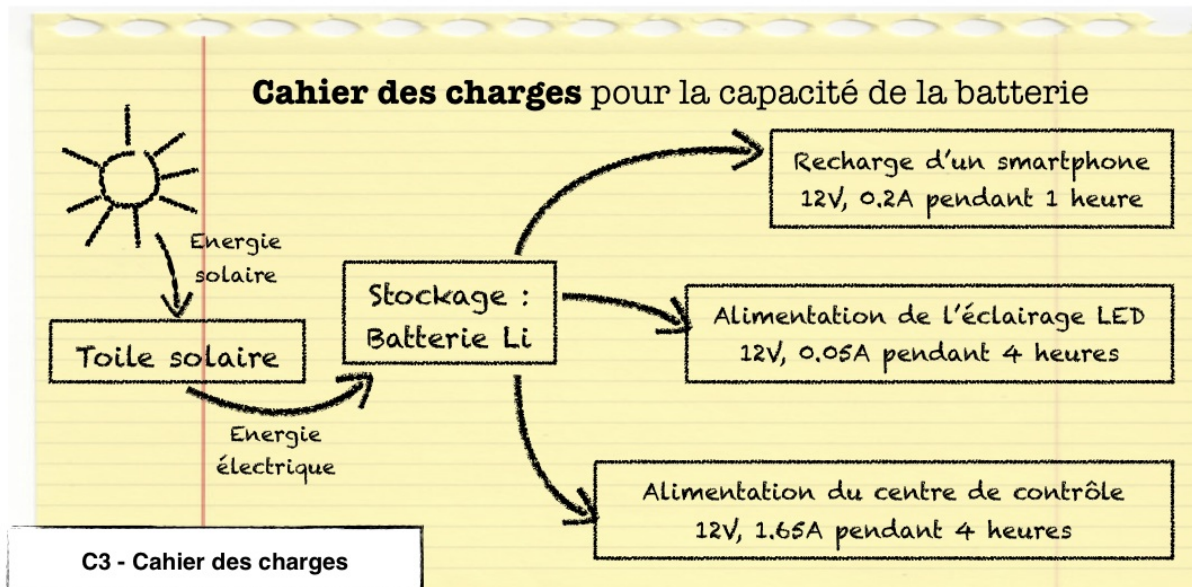 Cahier des charges pour la capacité de la batterie
Energie
solaire
Toile solaire
Energie
électrique
Stockage :
Batterie Li
Recharge d'un smartphone
12V, 0.2A pendant 1 heure
Alimentation de l'éclairage LED
12V, 0.05A pendant 4 heures
Alimentation du centre de contrôle
12V, 1.65A pendant 4 heures
C3 - Cahier des charges